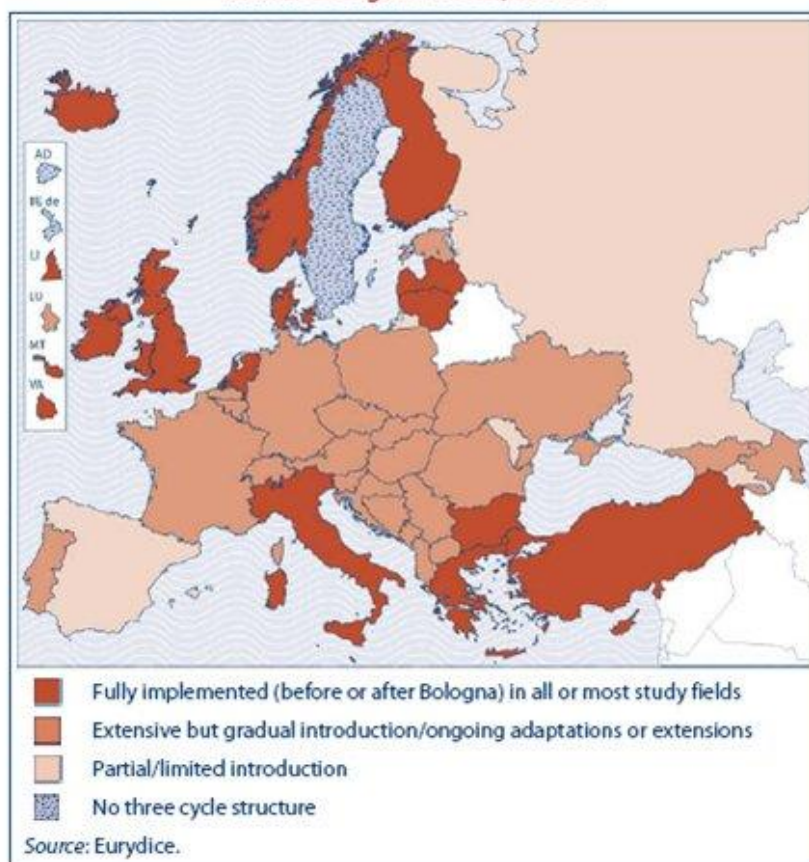 AD
BE de
LI
LU
MT
VA
Fully implemented (before or after Bologna) in all or most study fields
Extensive but gradual introduction/ongoing adaptations or extensions
Partial/limited introduction
No three cycle structure
Source: Eurydice.